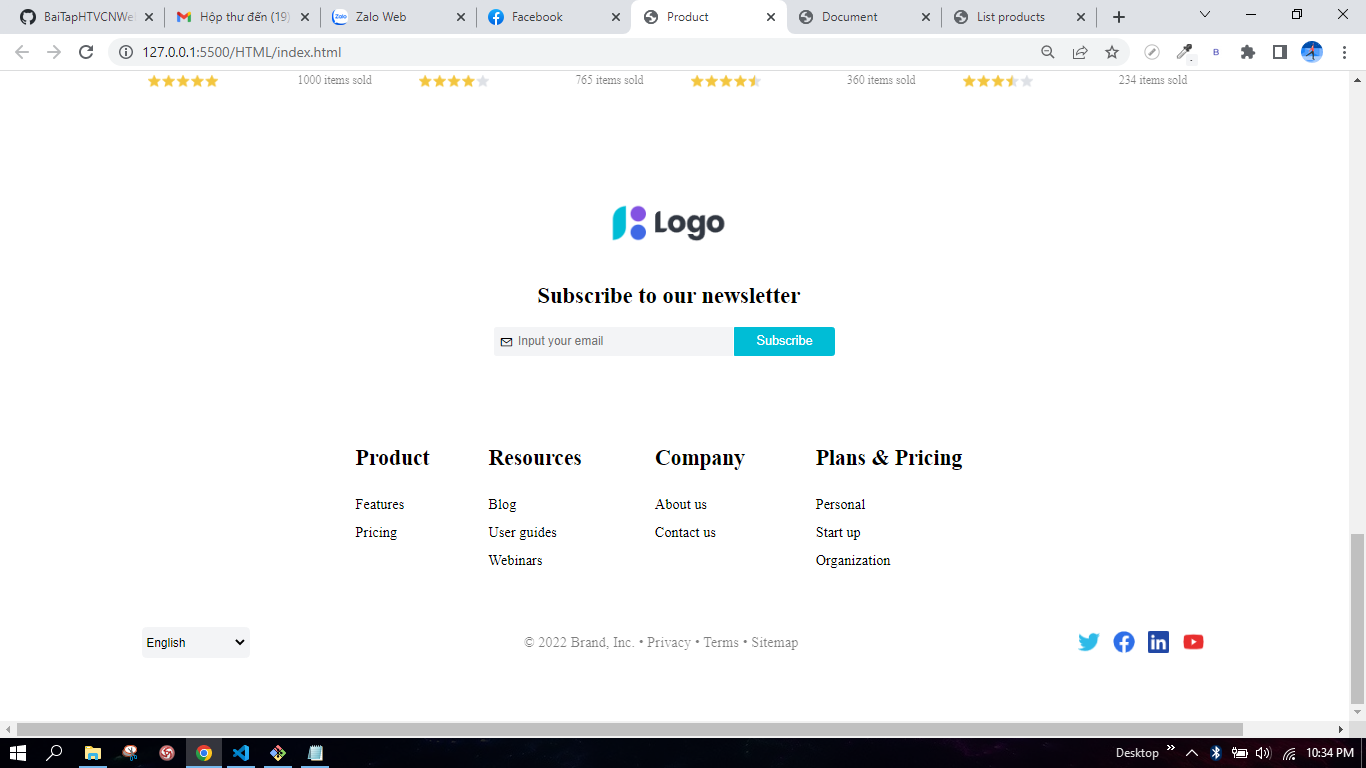 BaiTapHTVCNWe
Hộp thư đến (19)
Zalo Zalo Web
Facebook
Product
Document
List products
127.0.0.1:5500/HTML/index.html
B
1000 items sold
765 items sold
360 items sold
234 items sold
Logo
Subscribe to our newsletter
Input your email
Subscribe
Product
Resources
Company
Plans & Pricing
Features
Blog
About us
Personal
Pricing
User guides
Contact us
Start up
Webinars
Organization
English
© 2022 Brand, Inc. • Privacy • Terms • Sitemap
Desktop
10:34 PM